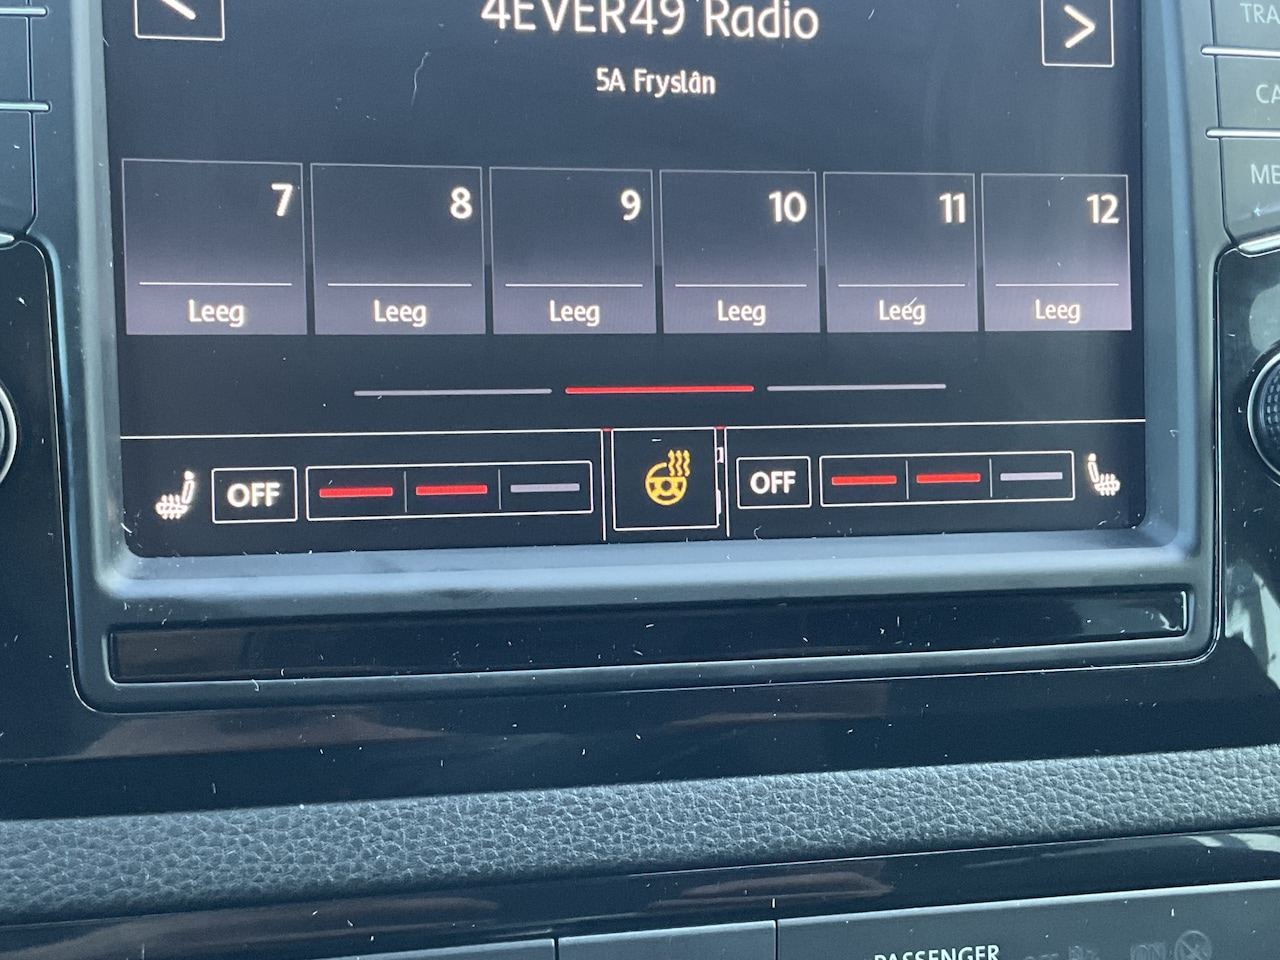 4EVER49 Radio
5A Fryslân
7
8
9
10
11
12
Leeg
Leeg
Leeg
Leeg
Leeg
Leeg
OFF
OFF
PASSENGER